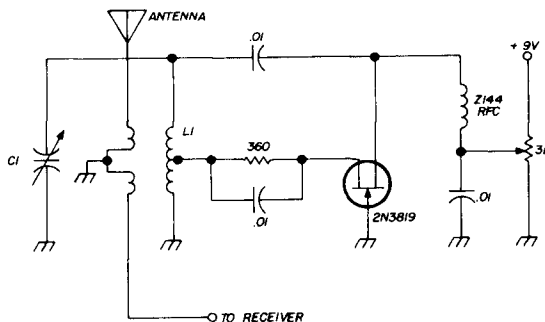 ANTENNA
.01
+ 9V
Z144
RFC
C1
L1
360
.01
2N3819
.01
TO RECEIVER